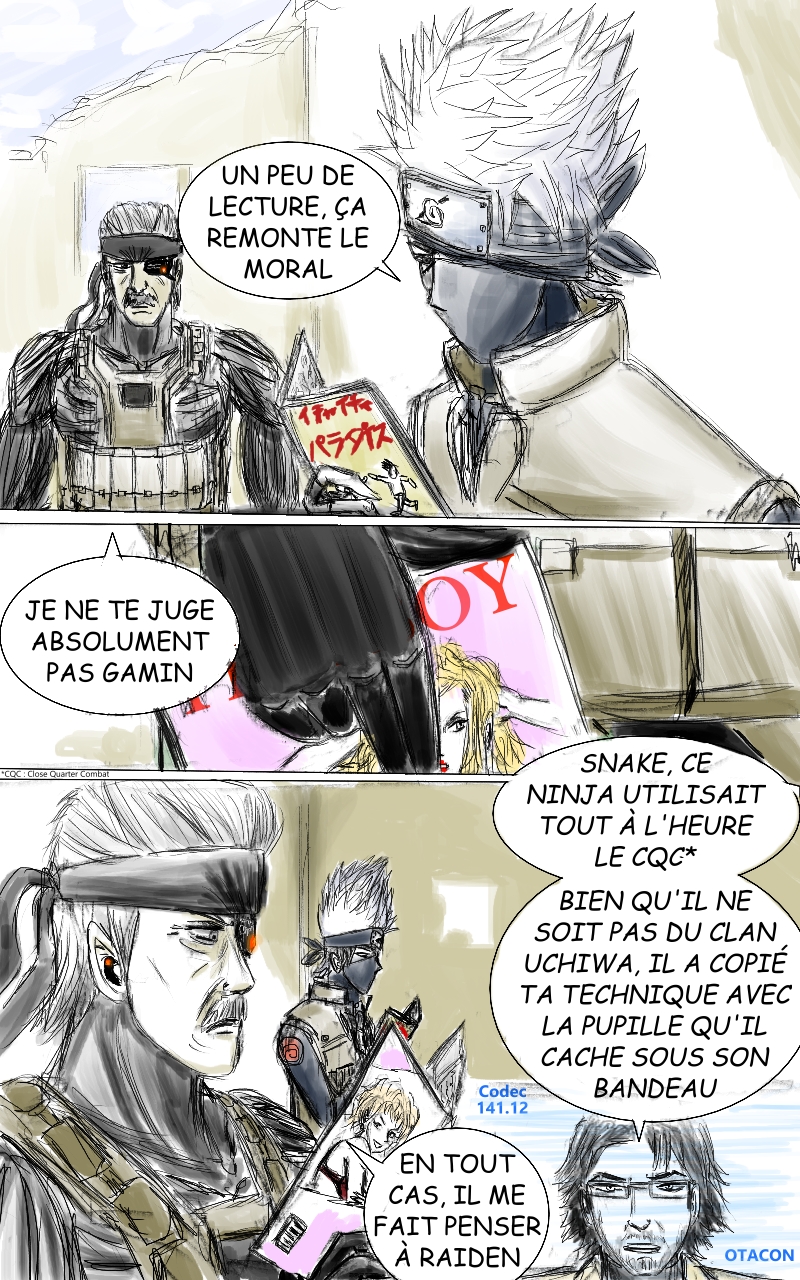 UN PEU DE
LECTURE, ÇA
REMONTE LE
MORAL
イチャイチャ
パラダイス
JE NE TE JUGE
ABSOLUMENT
PAS GAMIN
OY
*CQC : Close Quarter Combat
SNAKE, CE
NINJA UTILISAIT
TOUT À L'HEURE
LE CQC*
BIEN QU'IL NE
SOIT PAS DU CLAN
UCHIWA, IL A COPIÉ
TA TECHNIQUE AVEC
LA PUPILLE QU'IL
CACHE SOUS SON
BANDEAU
Codec
141.12
EN TOUT
CAS, IL ME
FAIT PENSER
À RAIDEN
OTACON